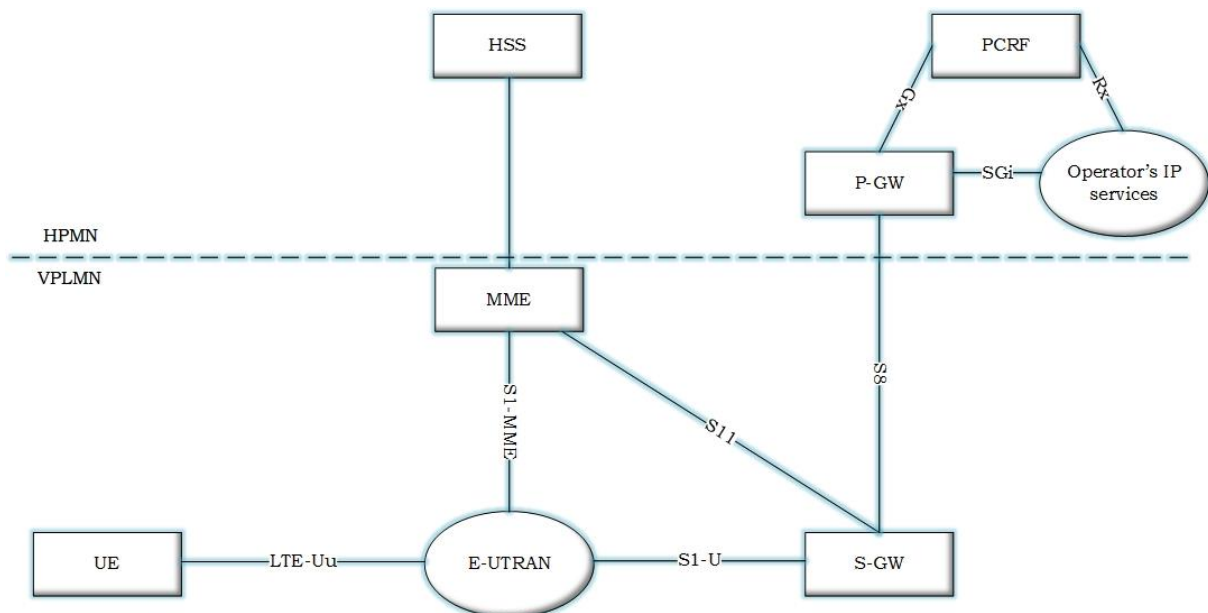 HSS
PCRF
Gx
Rx
P-GW
SGi
Operator's IP
services
HPMN
VPLMN
MME
S1-MME
S11
S8
UE
LTE-Uu
E-UTRAN
S1-U
S-GW